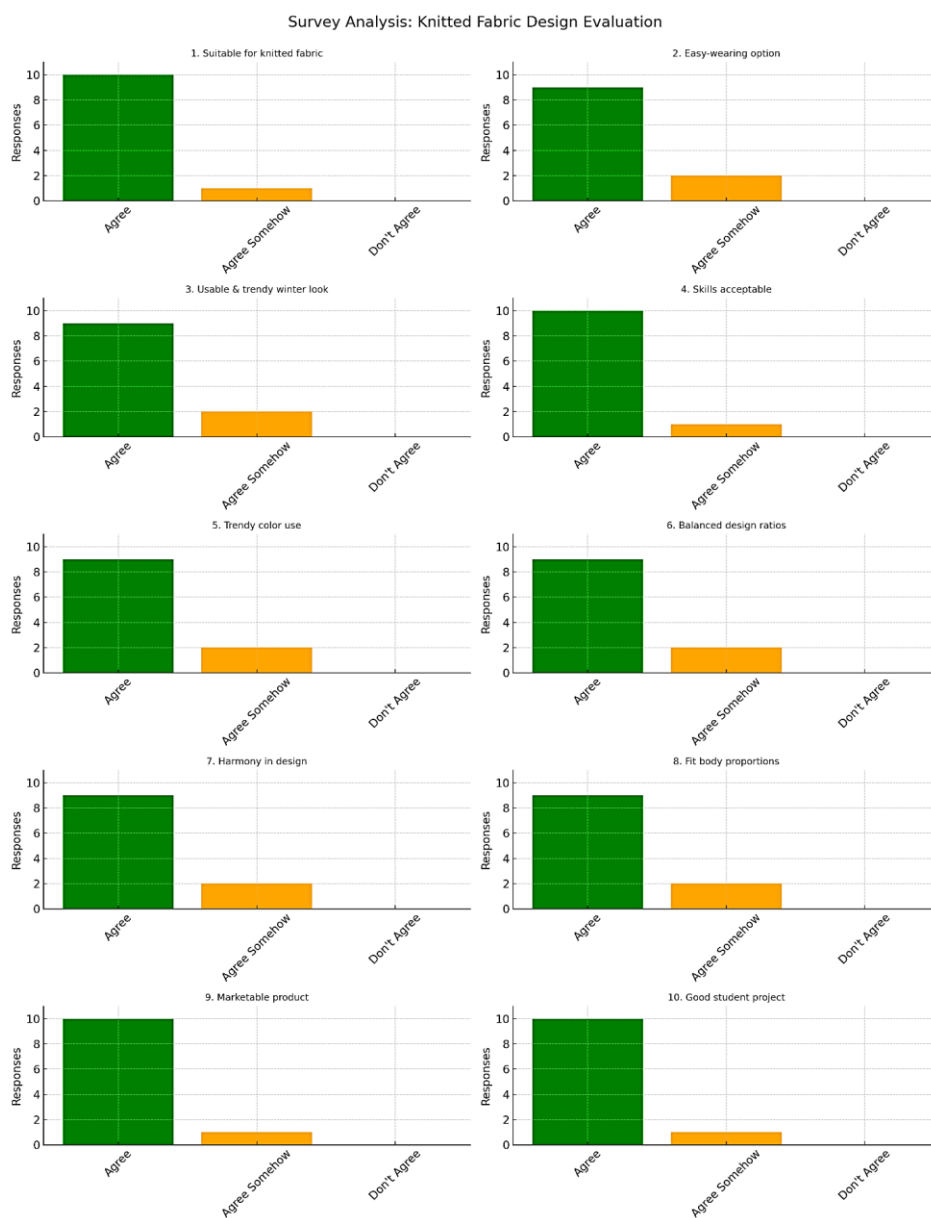 Survey Analysis: Knitted Fabric Design Evaluation
1. Suitable for knitted fabric
Responses
10
8
6
4
2
0
Agree
Agree Somehow
Don't Agree
2. Easy-wearing option
Responses
10
8
6
4
2
0
Agree
Agree Somehow
Don't Agree
3. Usable & trendy winter look
Responses
10
8
6
4
2
0
Agree
Agree Somehow
Don't Agree
4. Skills acceptable
Responses
10
8
6
4
2
0
Agree
Agree Somehow
Don't Agree
5. Trendy color use
Responses
10
8
6
4
2
0
Agree
Agree Somehow
Don't Agree
6. Balanced design ratios
Responses
10
8
6
4
2
0
Agree
Agree Somehow
Don't Agree
7. Harmony in design
Responses
10
8
6
4
2
0
Agree
Agree Somehow
Don't Agree
8. Fit body proportions
Responses
10
8
6
4
2
0
Agree
Agree Somehow
Don't Agree
9. Marketable product
Responses
10
8
6
4
2
0
Agree
Agree Somehow
Don't Agree
10. Good student project
Responses
10
8
6
4
2
0
Agree
Agree Somehow
Don't Agree